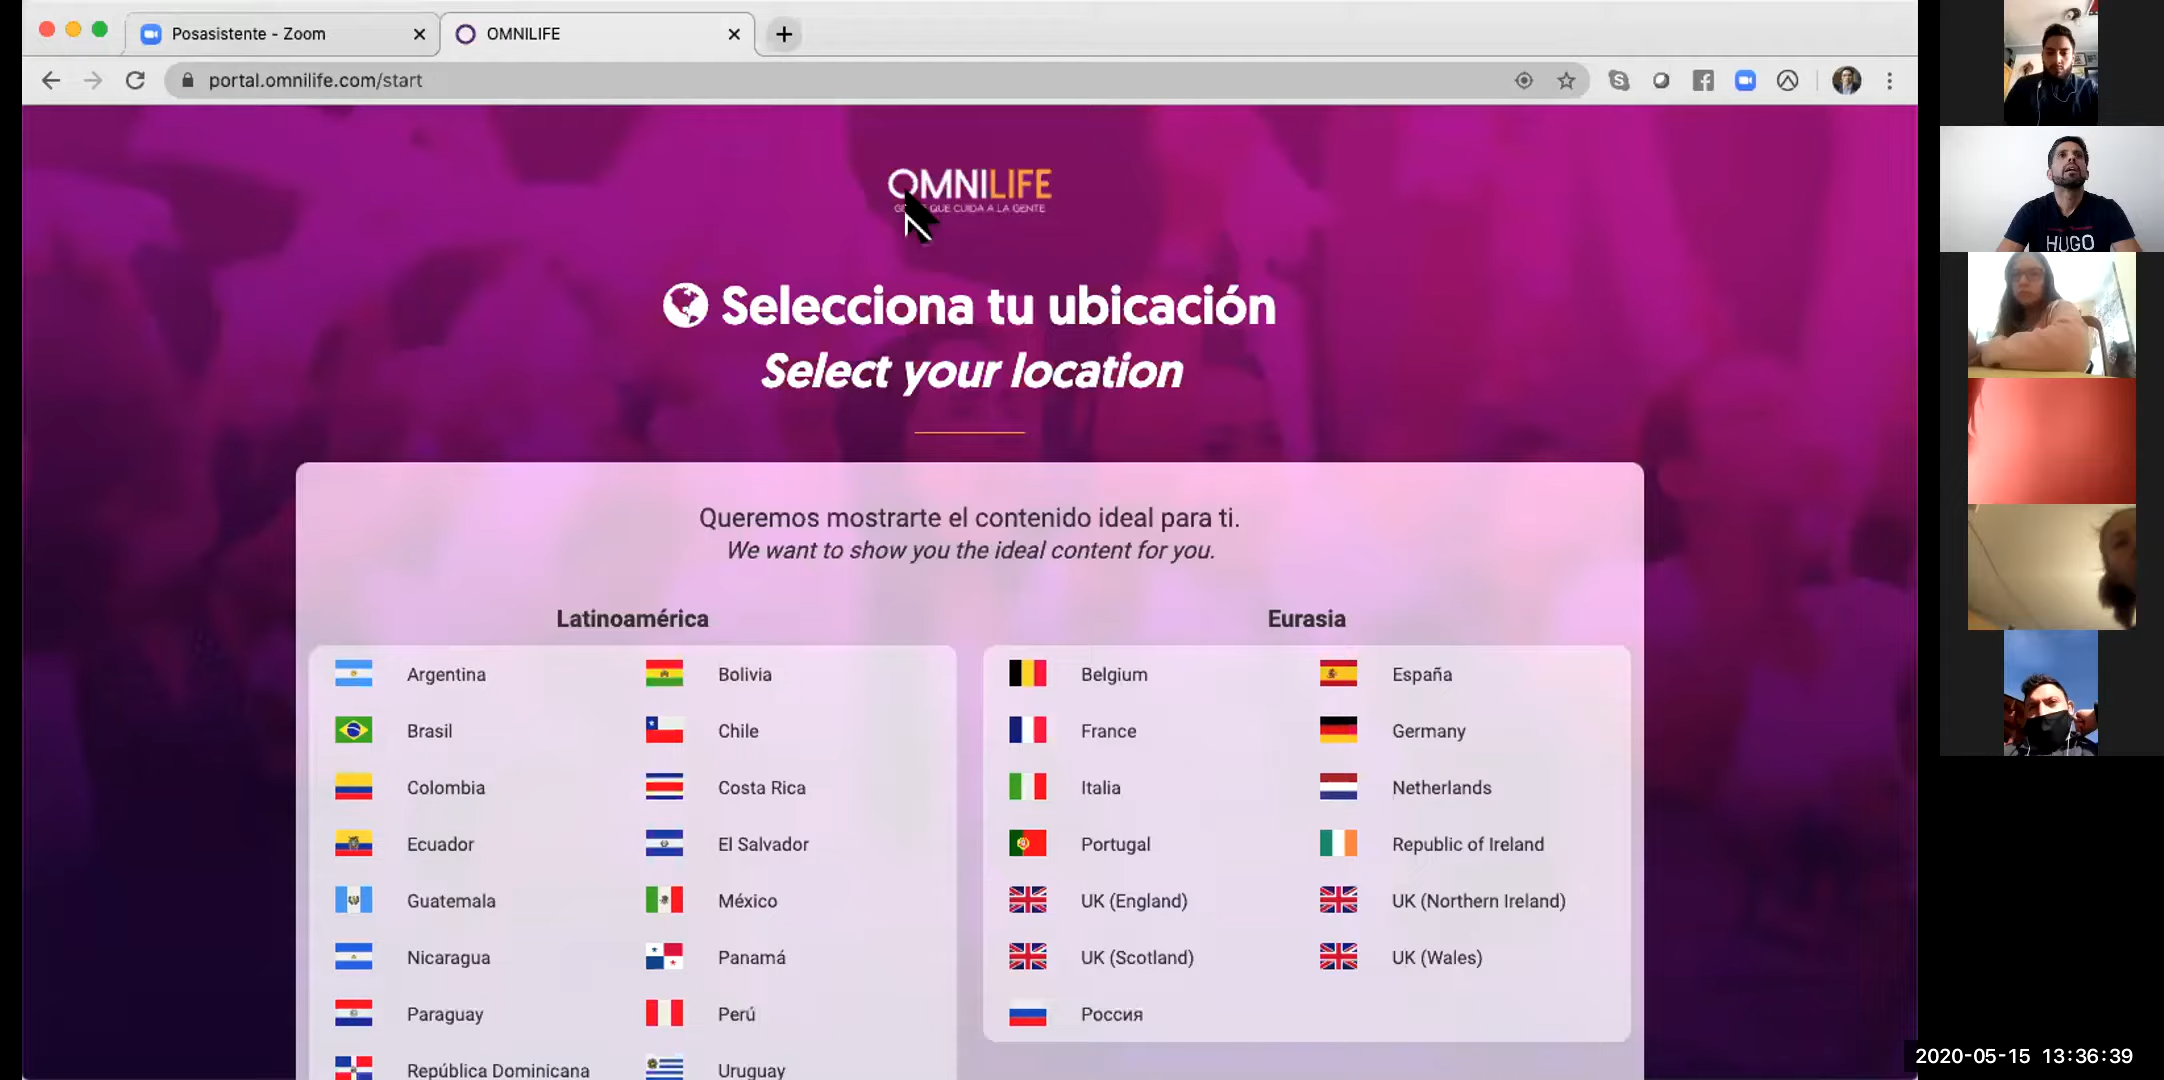 Posasistente - Zoom
OMNILIFE
portal.omnilife.com/start
OMNILIFE
QUE CUIDA A LA GENTE
Selecciona tu ubicación
Select your location
Queremos mostrarte el contenido ideal para ti.
We want to show you the ideal content for you.
Latinoamérica
Argentina
Bolivia
Brasil
Chile
Colombia
Costa Rica
Ecuador
El Salvador
Guatemala
México
Nicaragua
Panamá
Paraguay
Perú
República Dominicana
Uruguay
Eurasia
Belgium
España
France
Germany
Italia
Netherlands
Portugal
Republic of Ireland
UK (England)
UK (Northern Ireland)
UK (Scotland)
UK (Wales)
Россия
HUGO
2020-05-15 13:36:39